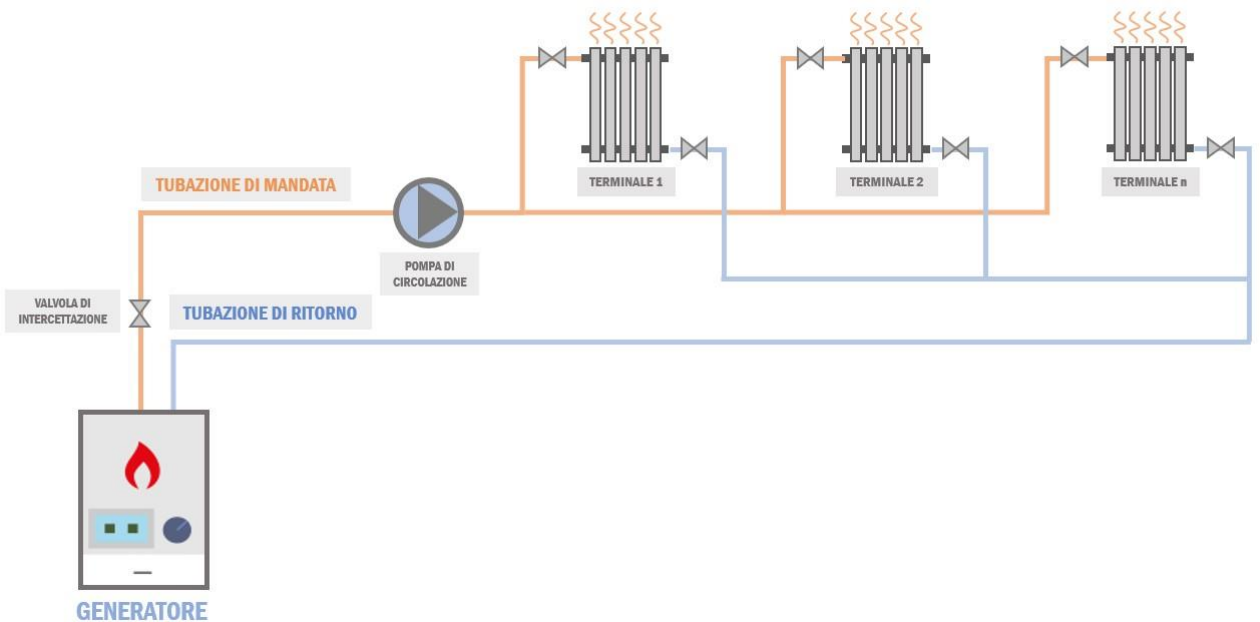 TERMINALE 1
TERMINALE 2
TERMINALE n
TUBAZIONE DI MANDATA
POMPA DI
CIRCOLAZIONE
VALVOLA DI
INTERCETTAZIONE
TUBAZIONE DI RITORNO
GENERATORE